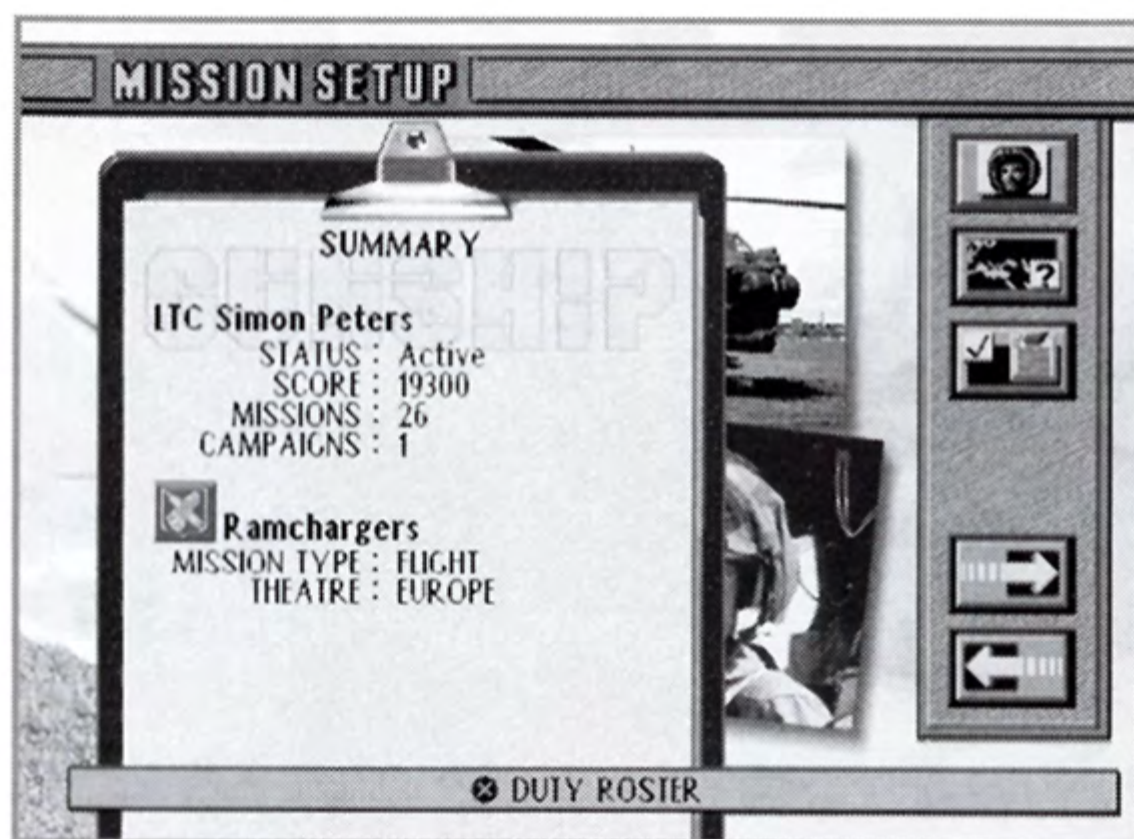 MISSION SETUP
SUMMARY
GUNSHIP
LTC Simon Peters
STATUS : Active
SCORE : 19300
MISSIONS : 26
CAMPAIGNS : 1
Ramchargers
MISSION TYPE : FLIGHT
THEATRE : EUROPE
?
DUTY ROSTER